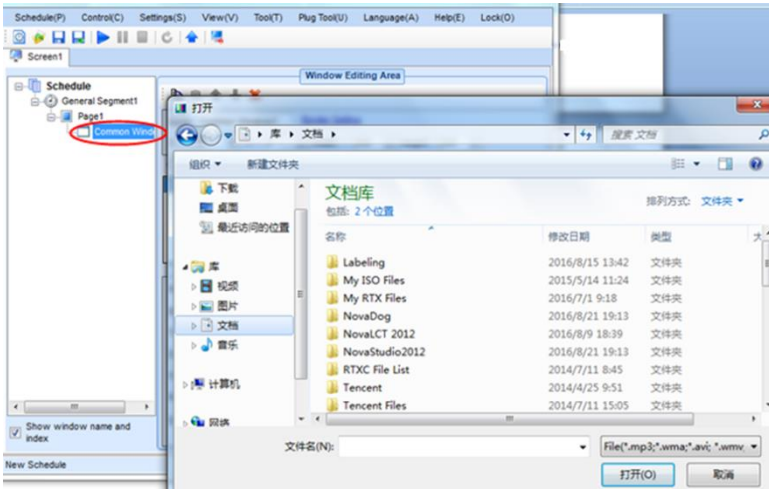 Schedule(P) Control(C) Settings(S) View(V) Tool(T) Plug Tool(U) Language(A) Help(E) Lock(O)
Screen1
Window Editing Area
Schedule
General Segment1
Page1
Common Wind
打开
库 文档
搜索 文档
组织 新建文件夹
下载
桌面
最近访问的位置
库
视频
图片
文档
音乐
计算机
网络
文档库
包括: 2 个位置
排列方式: 文件夹
名称 修改日期 类型 大
Labeling 2016/8/15 13:42 文件夹
My ISO Files 2015/5/14 11:24 文件夹
My RTX Files 2016/7/1 9:18 文件夹
NovaDog 2016/8/21 19:13 文件夹
NovaLCT 2012 2016/8/9 18:39 文件夹
NovaStudio2012 2016/8/21 19:13 文件夹
RTXC File List 2014/7/11 8:45 文件夹
Tencent 2014/4/25 9:51 文件夹
Tencent Files 2014/7/11 15:05 文件夹
Show window name and
index
文件名(N):
File(*.mp3;*.wma;*.avi; *.wmv,
打开(O) 取消
New Schedule